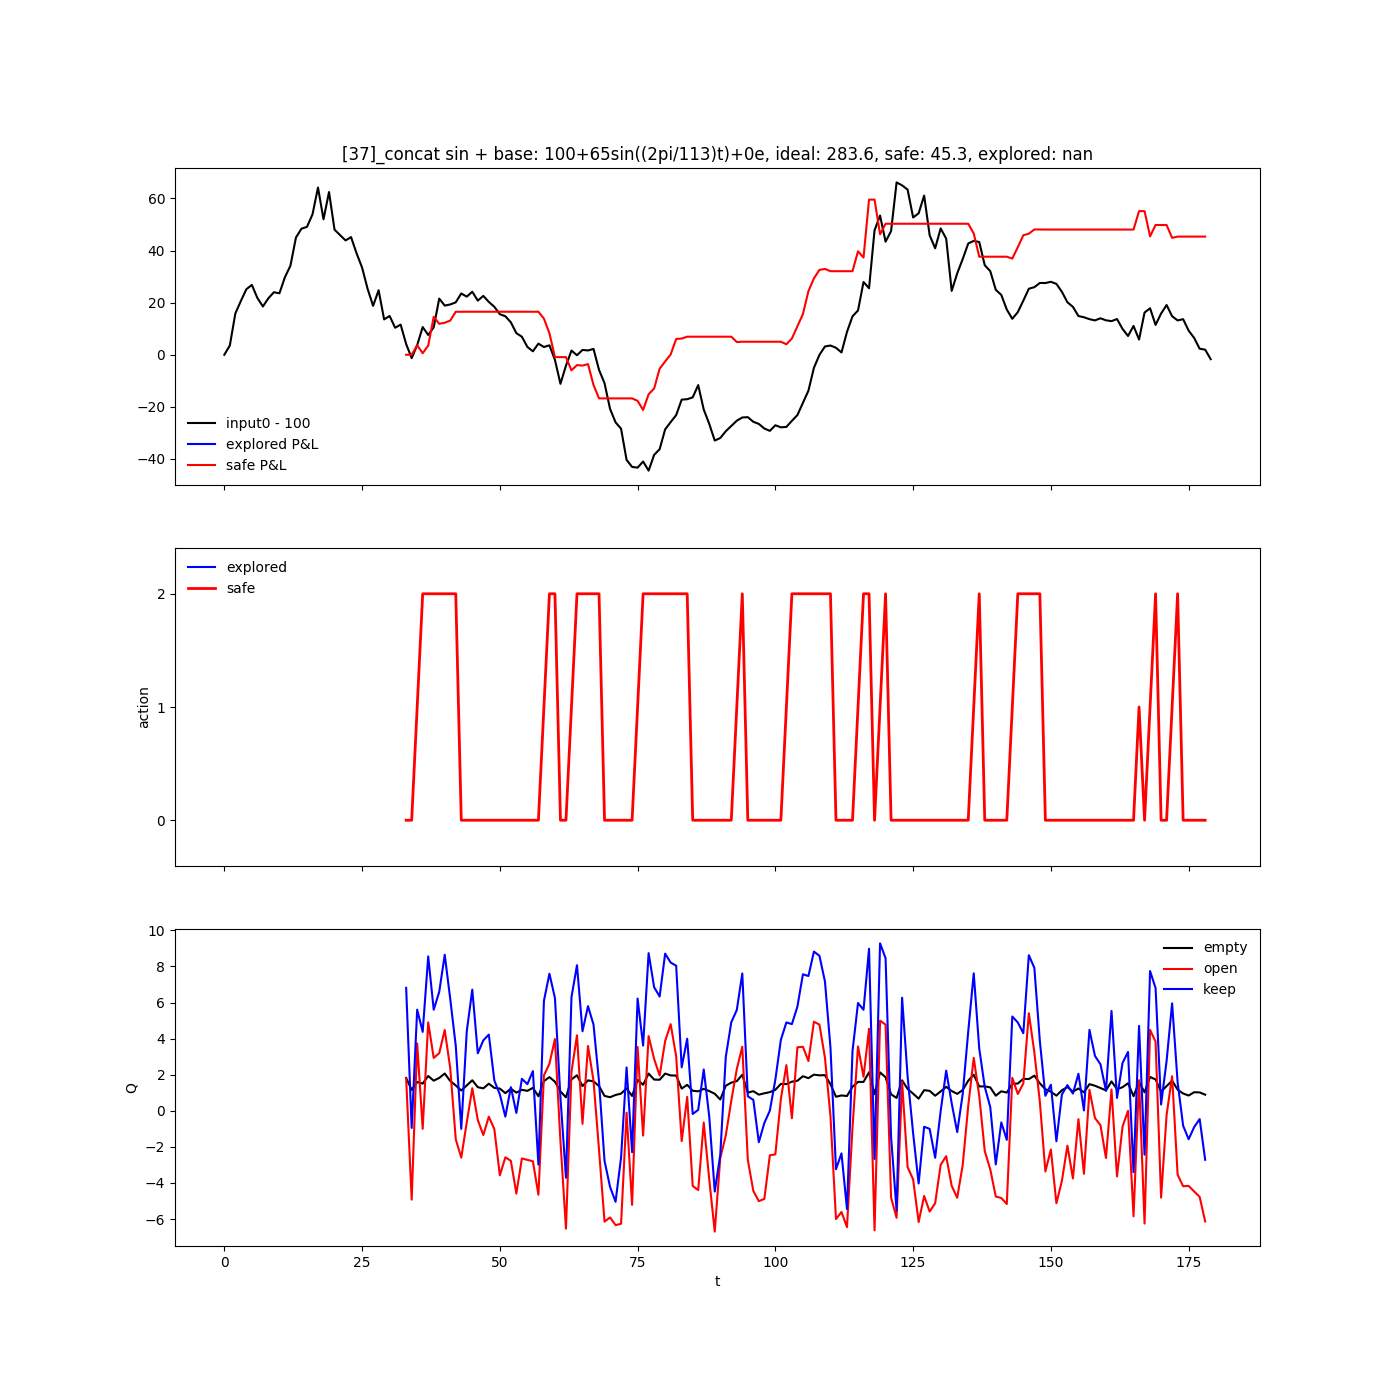 [37]_concat sin + base: 100+65sin((2pi/113)t)+0e, ideal: 283.6, safe: 45.3, explored: nan
60
40
20
0
−20
−40
input0 - 100
explored P&L
safe P&L
explored
safe
2
1
0
action
empty
open
keep
10
8
6
4
2
0
−2
−4
−6
Q
0 25 50 75 100 125 150 175
t